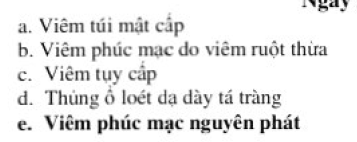 Ngày
a. Viêm túi mật cấp
b. Viêm phúc mạc do viêm ruột thừa
c. Viêm tụy cấp
d. Thủng ổ loét dạ dày tá tràng
e. Viêm phúc mạc nguyên phát